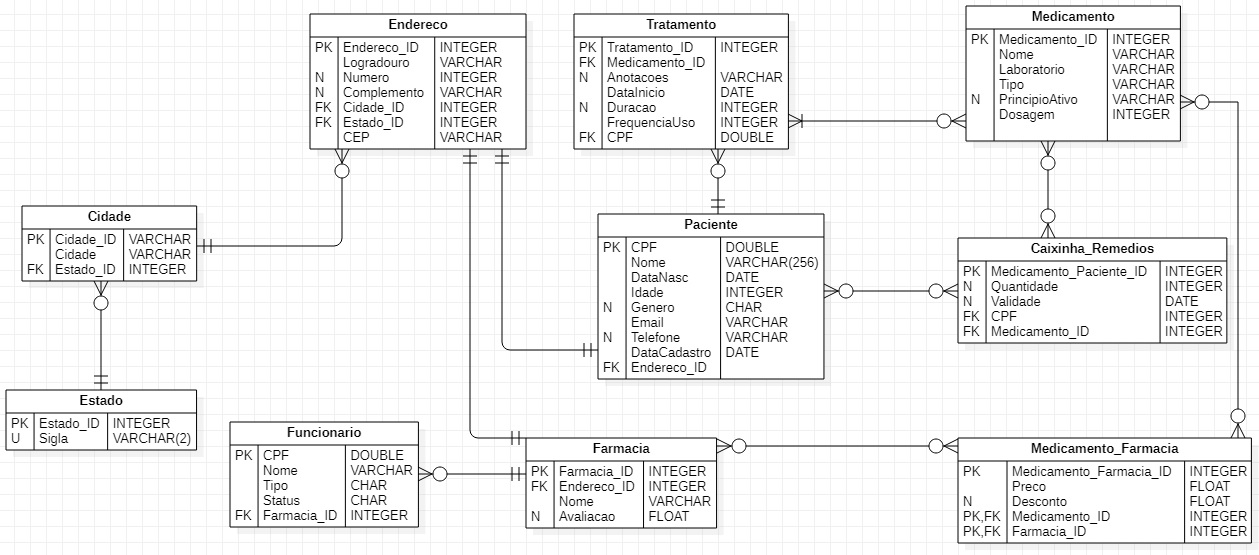 Endereco
PK Endereco_ID INTEGER
Logradouro VARCHAR
N Numero INTEGER
N Complemento VARCHAR
FK Cidade_ID INTEGER
FK Estado_ID INTEGER
CEP VARCHAR
Tratamento
PK Tratamento_ID INTEGER
FK Medicamento_ID
N Anotacoes VARCHAR
DataInicio DATE
N Duracao INTEGER
FrequenciaUso INTEGER
FK CPF DOUBLE
Medicamento
PK Medicamento_ID INTEGER
Nome VARCHAR
Laboratorio VARCHAR
Tipo VARCHAR
N PrincipioAtivo VARCHAR
Dosagem INTEGER
Cidade
PK Cidade_ID VARCHAR
Cidade VARCHAR
FK Estado_ID INTEGER
Paciente
PK CPF DOUBLE
Nome VARCHAR(256)
DataNasc DATE
Idade INTEGER
N Genero CHAR
Email VARCHAR
N Telefone VARCHAR
DataCadastro DATE
FK Endereco_ID
Caixinha_Remedios
PK Medicamento_Paciente_ID INTEGER
N Quantidade INTEGER
N Validade DATE
FK CPF INTEGER
FK Medicamento_ID INTEGER
Estado
PK Estado_ID INTEGER
U Sigla VARCHAR(2)
Funcionario
PK CPF DOUBLE
Nome VARCHAR
Tipo CHAR
Status CHAR
FK Farmacia_ID INTEGER
Farmacia
PK Farmacia_ID INTEGER
FK Endereco_ID INTEGER
Nome VARCHAR
N Avaliacao FLOAT
Medicamento_Farmacia
PK Medicamento_Farmacia_ID INTEGER
Preco FLOAT
N Desconto FLOAT
PK,FK Medicamento_ID INTEGER
PK,FK Farmacia_ID INTEGER